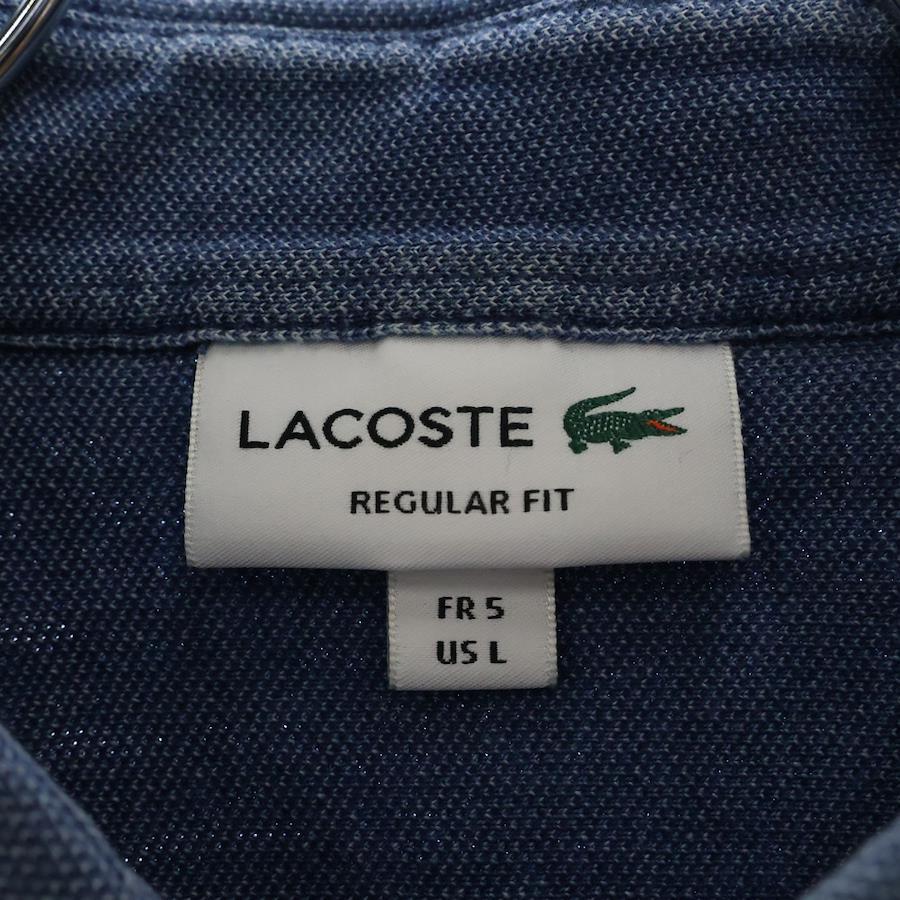 LACOSTE
REGULAR FIT
FR 5
US L